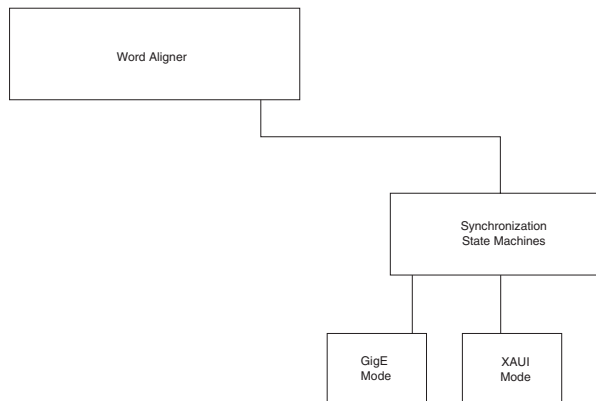 Word Aligner
Synchronization
State Machines
GigE
Mode
XAUI
Mode